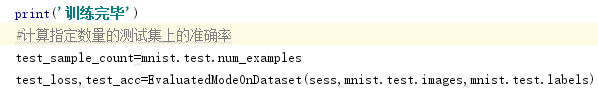 print('训练完毕')
#计算指定数量的测试集上的准确率
test_sample_count=mnist.test.num_examples
test_loss,test_acc=EvaluatedModeOnDataset(sess,mnist.test.images,mnist.test.labels)